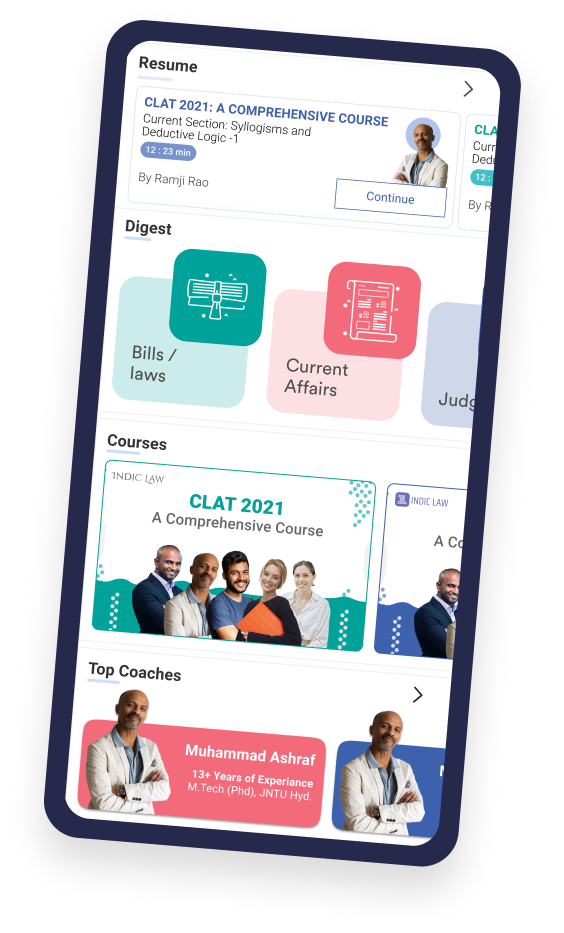 Resume
CLAT 2021: A COMPREHENSIVE COURSE
Current Section: Syllogisms and
Deductive Logic -1
12 : 23 min
By Ramji Rao
Continue
CLA
Curr
Dedu
12 :
By R
Digest
Bills /
laws
Current
Affairs
Judg
Courses
INDIC LAW
CLAT 2021
A Comprehensive Course
INDIC LAW
A Co
Top Coaches
Muhammad Ashraf
13+ Years of Experiance
M.Tech (Phd), JNTU Hyd.